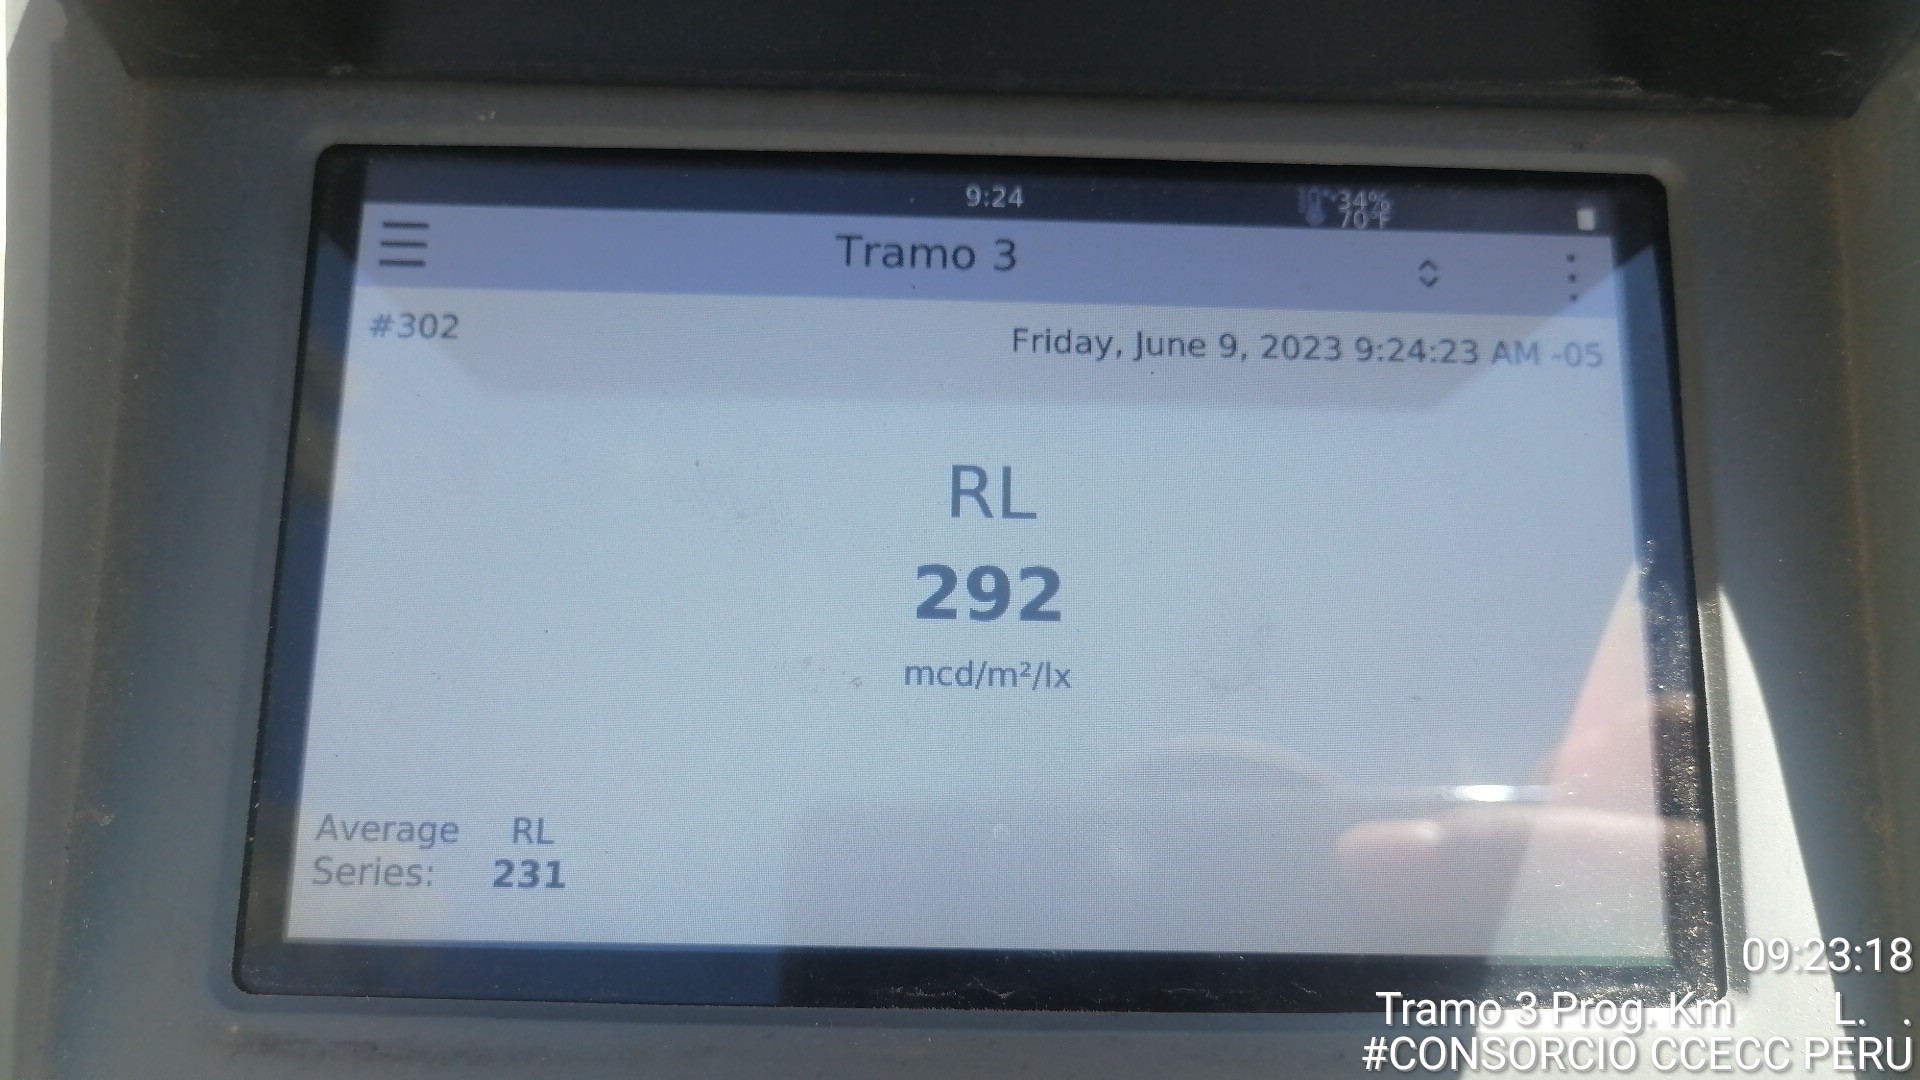 9:24
34%
70°F
Tramo 3
#302
Friday, June 9, 2023 9:24:23 AM -05
RL
292
mcd/m²/lx
Average RL
Series: 231
09:23:18
Tramo 3 Prog. Km L. .
#CONSORCIO CCECC PERU